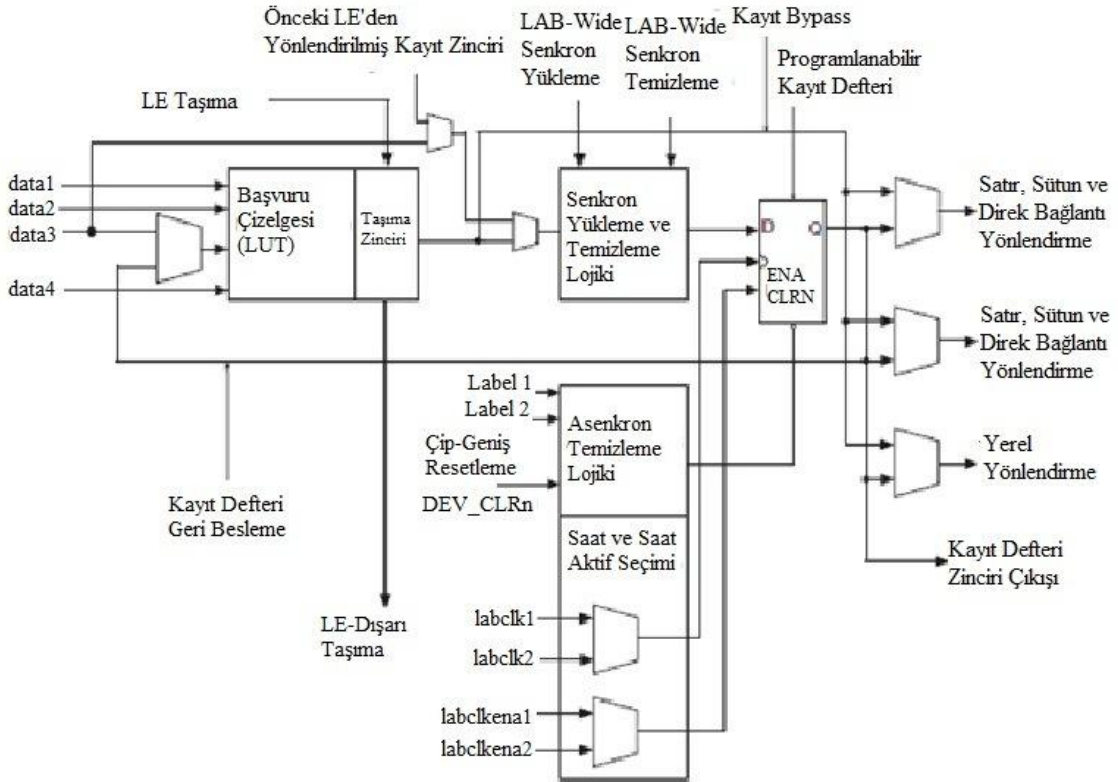 Önceki LE'den
Yönlendirilmiş Kayıt Zinciri
LAB-Wide
Senkron
Yükleme
LAB-Wide
Senkron
Temizleme
Kayıt Bypass
Programlanabilir
Kayıt Defteri
LE Taşıma
data1
data2
data3
data4
Başvuru
Çizelgesi
(LUT)
Taşıma
Zinciri
Senkron
Yükleme ve
Temizleme
Lojiki
D
Q
ENA
CLRN
Satır, Sütun ve
Direk Bağlantı
Yönlendirme
Satır, Sütun ve
Direk Bağlantı
Yönlendirme
Yerel
Yönlendirme
Kayıt Defteri
Zinciri Çıkışı
Label 1
Label 2
Çip-Geniş
Resetleme
DEV_CLRn
Asenkron
Temizleme
Lojiki
Kayıt Defteri
Geri Besleme
Saat ve Saat
Aktif Seçimi
LE-Dışarı
Taşıma
labclk1
labclk2
labclkena1
labclkena2